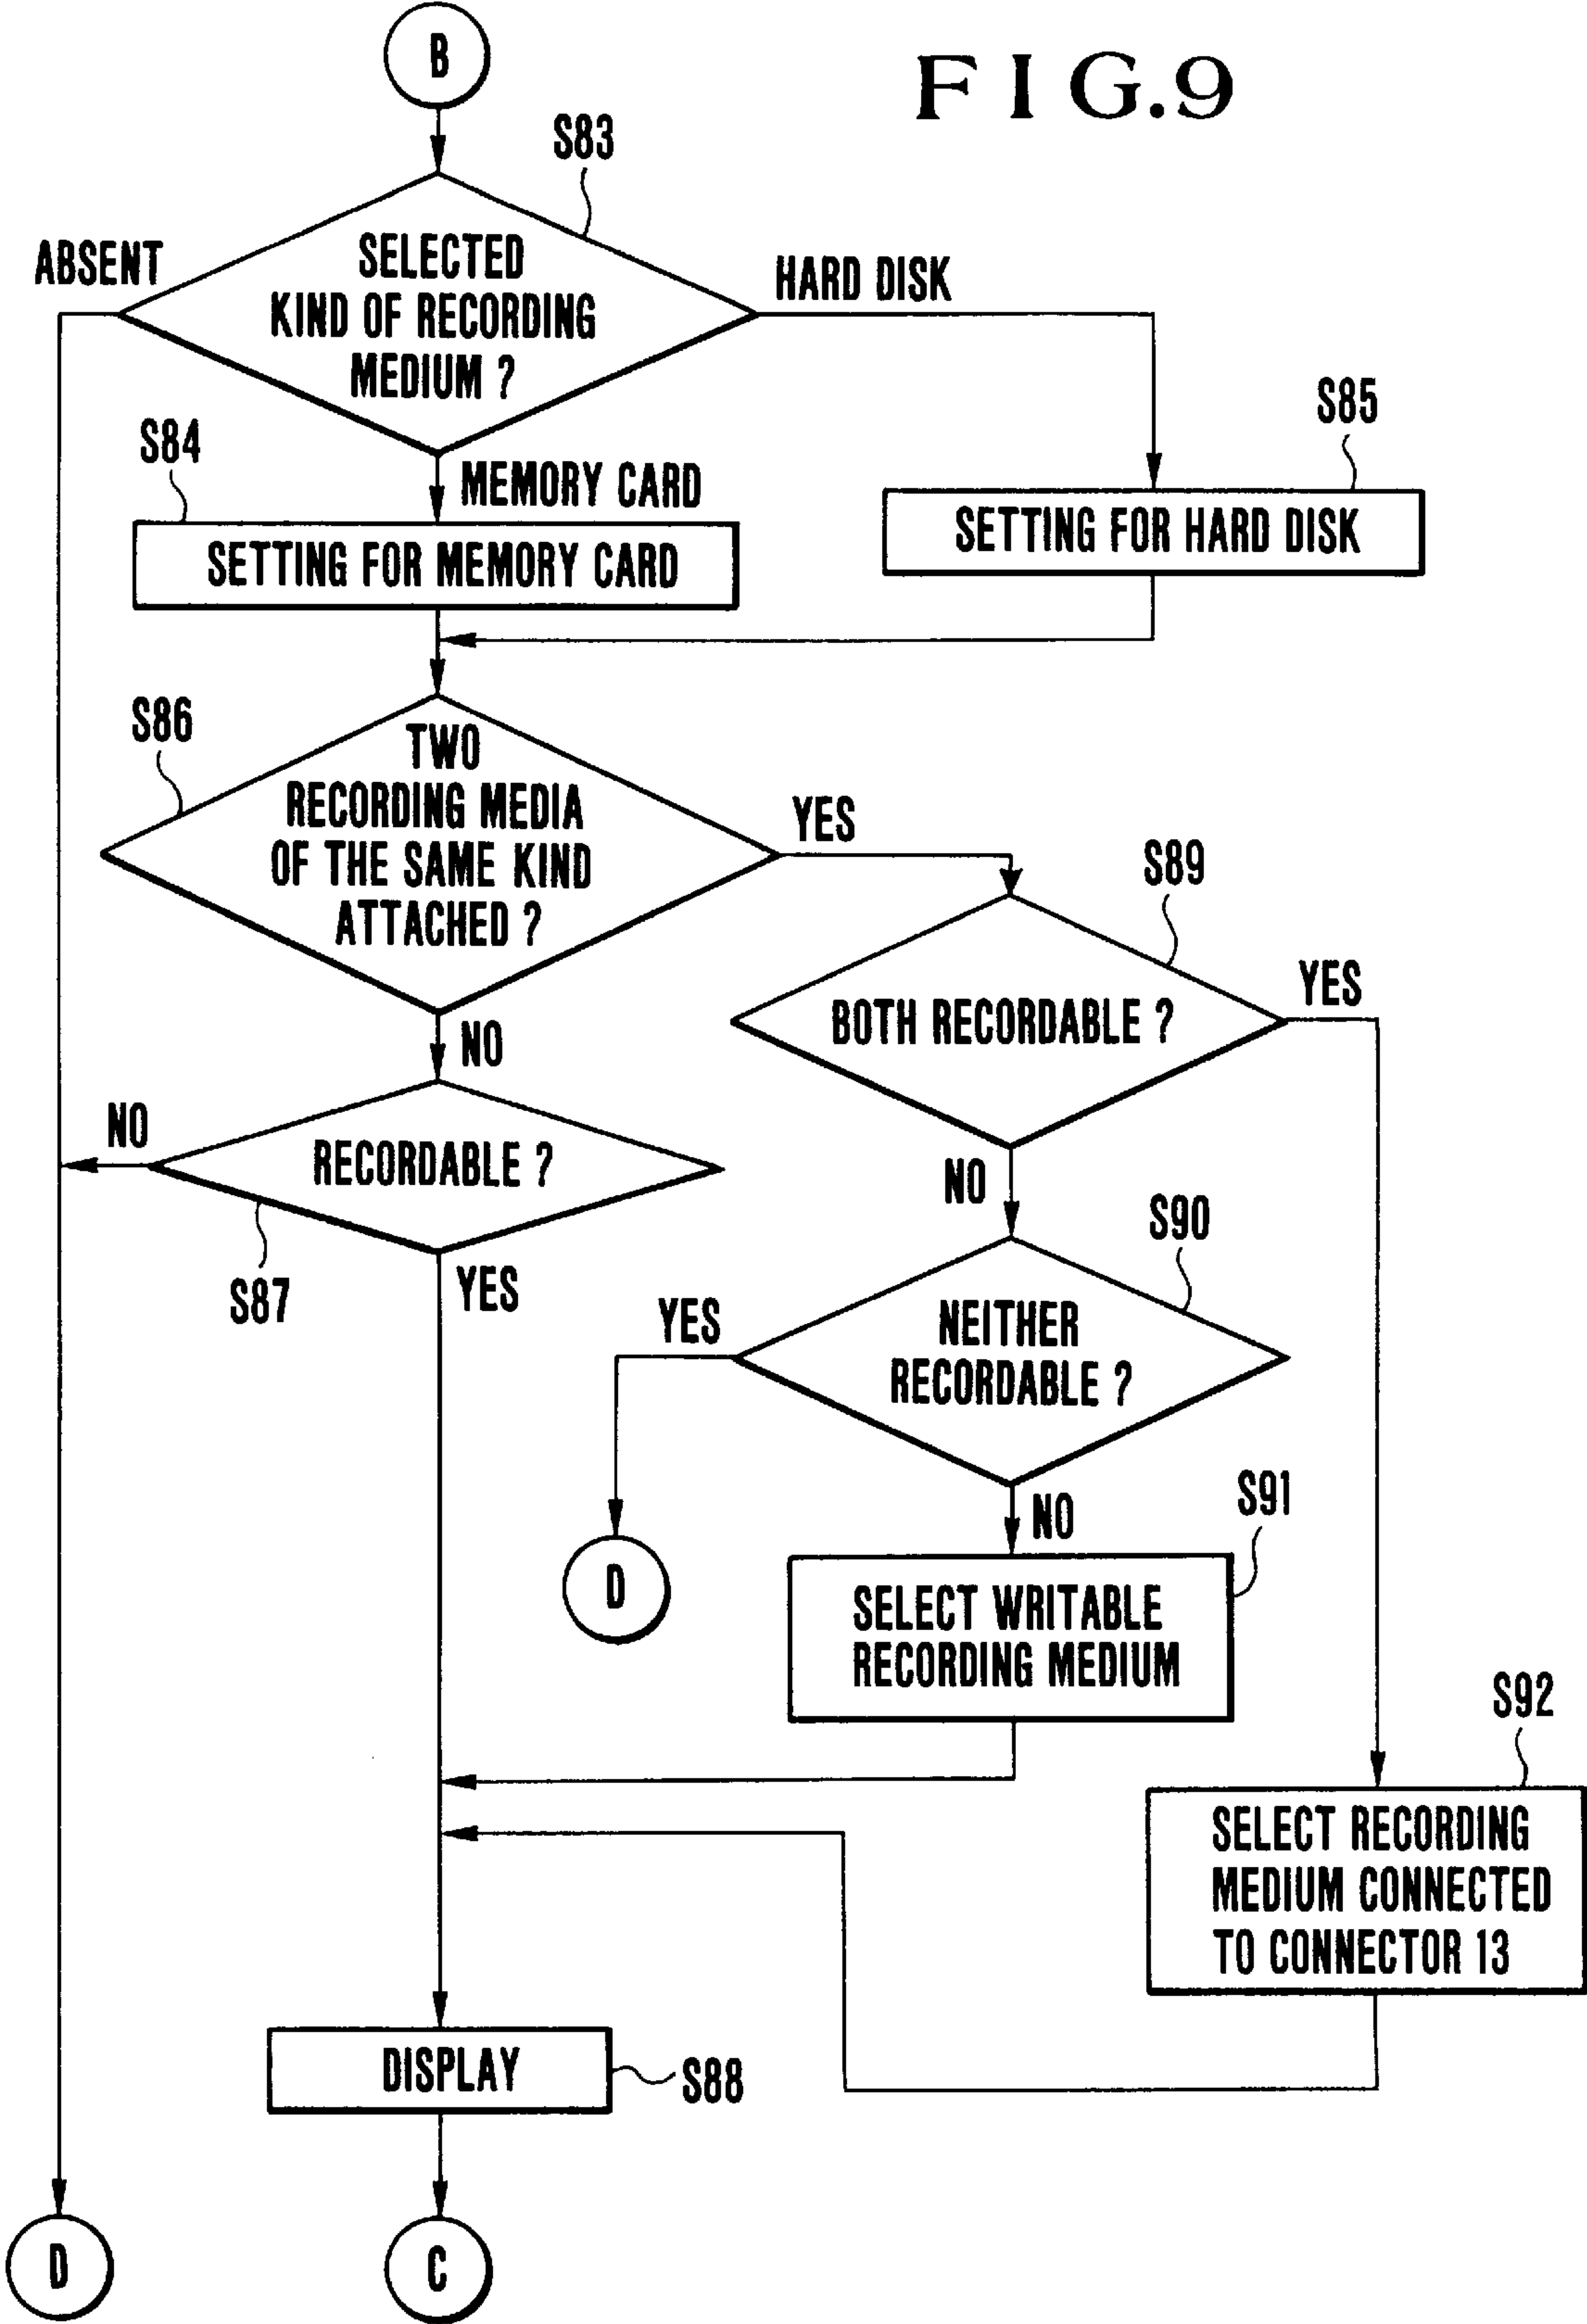 B
FIG.9
S83
ABSENT
SELECTED
KIND OF RECORDING
MEDIUM ?
HARD DISK
S84
MEMORY CARD
S85
SETTING FOR MEMORY CARD
SETTING FOR HARD DISK
S86
TWO
RECORDING MEDIA
OF THE SAME KIND
ATTACHED ?
YES
S89
BOTH RECORDABLE ?
YES
NO
NO
RECORDABLE ?
S87
YES
NO
S90
YES
NEITHER
RECORDABLE ?
NO
S91
D
SELECT WRITABLE
RECORDING MEDIUM
S92
SELECT RECORDING
MEDIUM CONNECTED
TO CONNECTOR 13
DISPLAY
S88
D
C